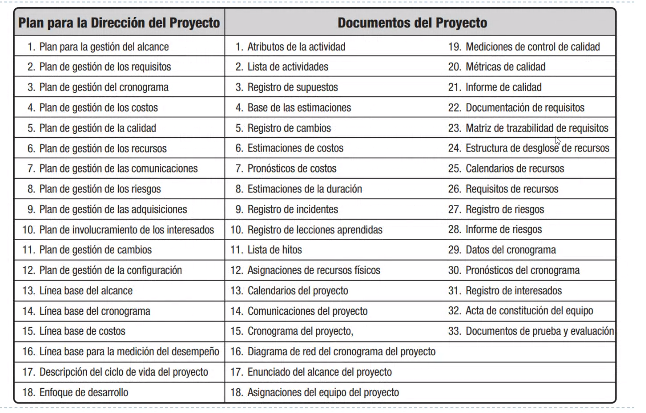 Plan para la Dirección del Proyecto
Documentos del Proyecto
1. Plan para la gestión del alcance
2. Plan de gestión de los requisitos
3. Plan de gestión del cronograma
4. Plan de gestión de los costos
5. Plan de gestión de la calidad
6. Plan de gestión de los recursos
7. Plan de gestión de las comunicaciones
8. Plan de gestión de los riesgos
9. Plan de gestión de las adquisiciones
10. Plan de involucramiento de los interesados
11. Plan de gestión de cambios
12. Plan de gestión de la configuración
13. Línea base del alcance
14. Línea base del cronograma
15. Línea base de costos
16. Línea base para la medición del desempeño
17. Descripción del ciclo de vida del proyecto
18. Enfoque de desarrollo
1. Atributos de la actividad
2. Lista de actividades
3. Registro de supuestos
4. Base de las estimaciones
5. Registro de cambios
6. Estimaciones de costos
7. Pronósticos de costos
8. Estimaciones de la duración
9. Registro de incidentes
10. Registro de lecciones aprendidas
11. Lista de hitos
12. Asignaciones de recursos físicos
13. Calendarios del proyecto
14. Comunicaciones del proyecto
15. Cronograma del proyecto,
16. Diagrama de red del cronograma del proyecto
17. Enunciado del alcance del proyecto
18. Asignaciones del equipo del proyecto
19. Mediciones de control de calidad
20. Métricas de calidad
21. Informe de calidad
22. Documentación de requisitos
23. Matriz de trazabilidad de requisitos
24. Estructura de desglose de recursos
25. Calendarios de recursos
26. Requisitos de recursos
27. Registro de riesgos
28. Informe de riesgos
29. Datos del cronograma
30. Pronósticos del cronograma
31. Registro de interesados
32. Acta de constitución del equipo
33. Documentos de prueba y evaluación